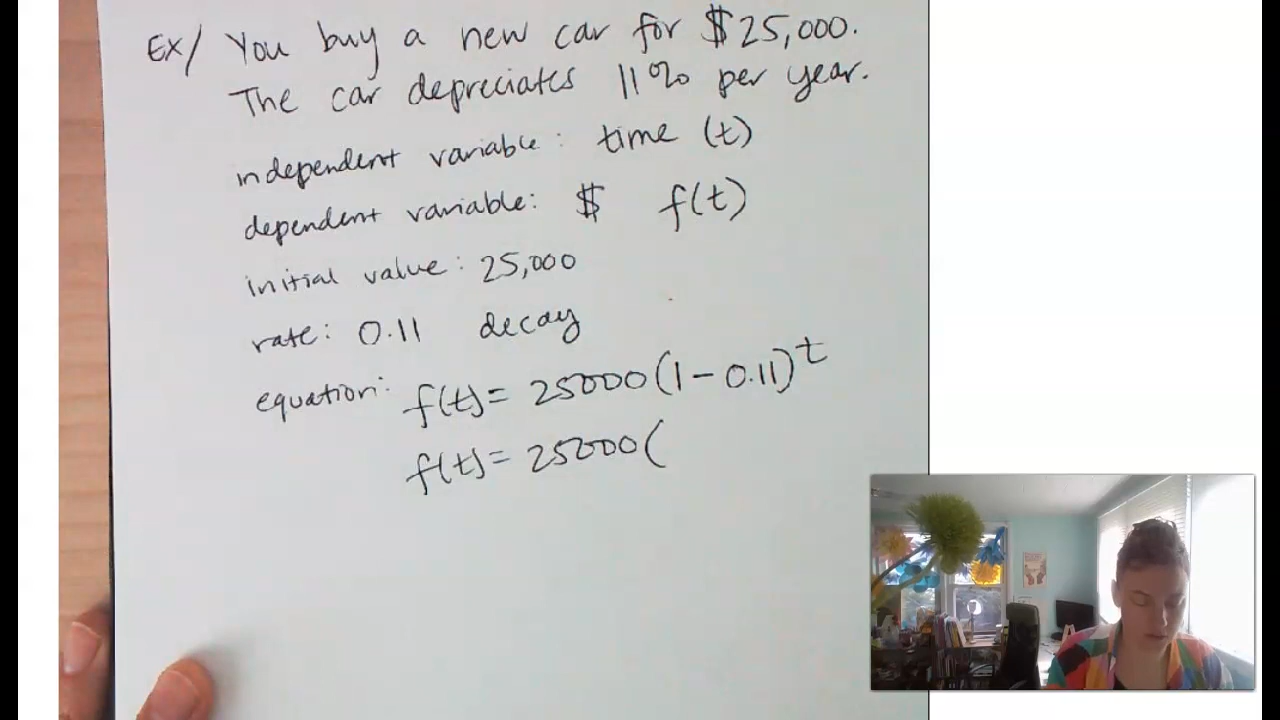 EX/ You buy a new car for $25,000.
The car depreciates 11% per year.
independent variable: time (t)
dependent variable: $ f(t)
initial value: 25,000
rate: 0.11 decay
equation: f(t)= 25000(1-0.11)^t
f(t)= 25000(